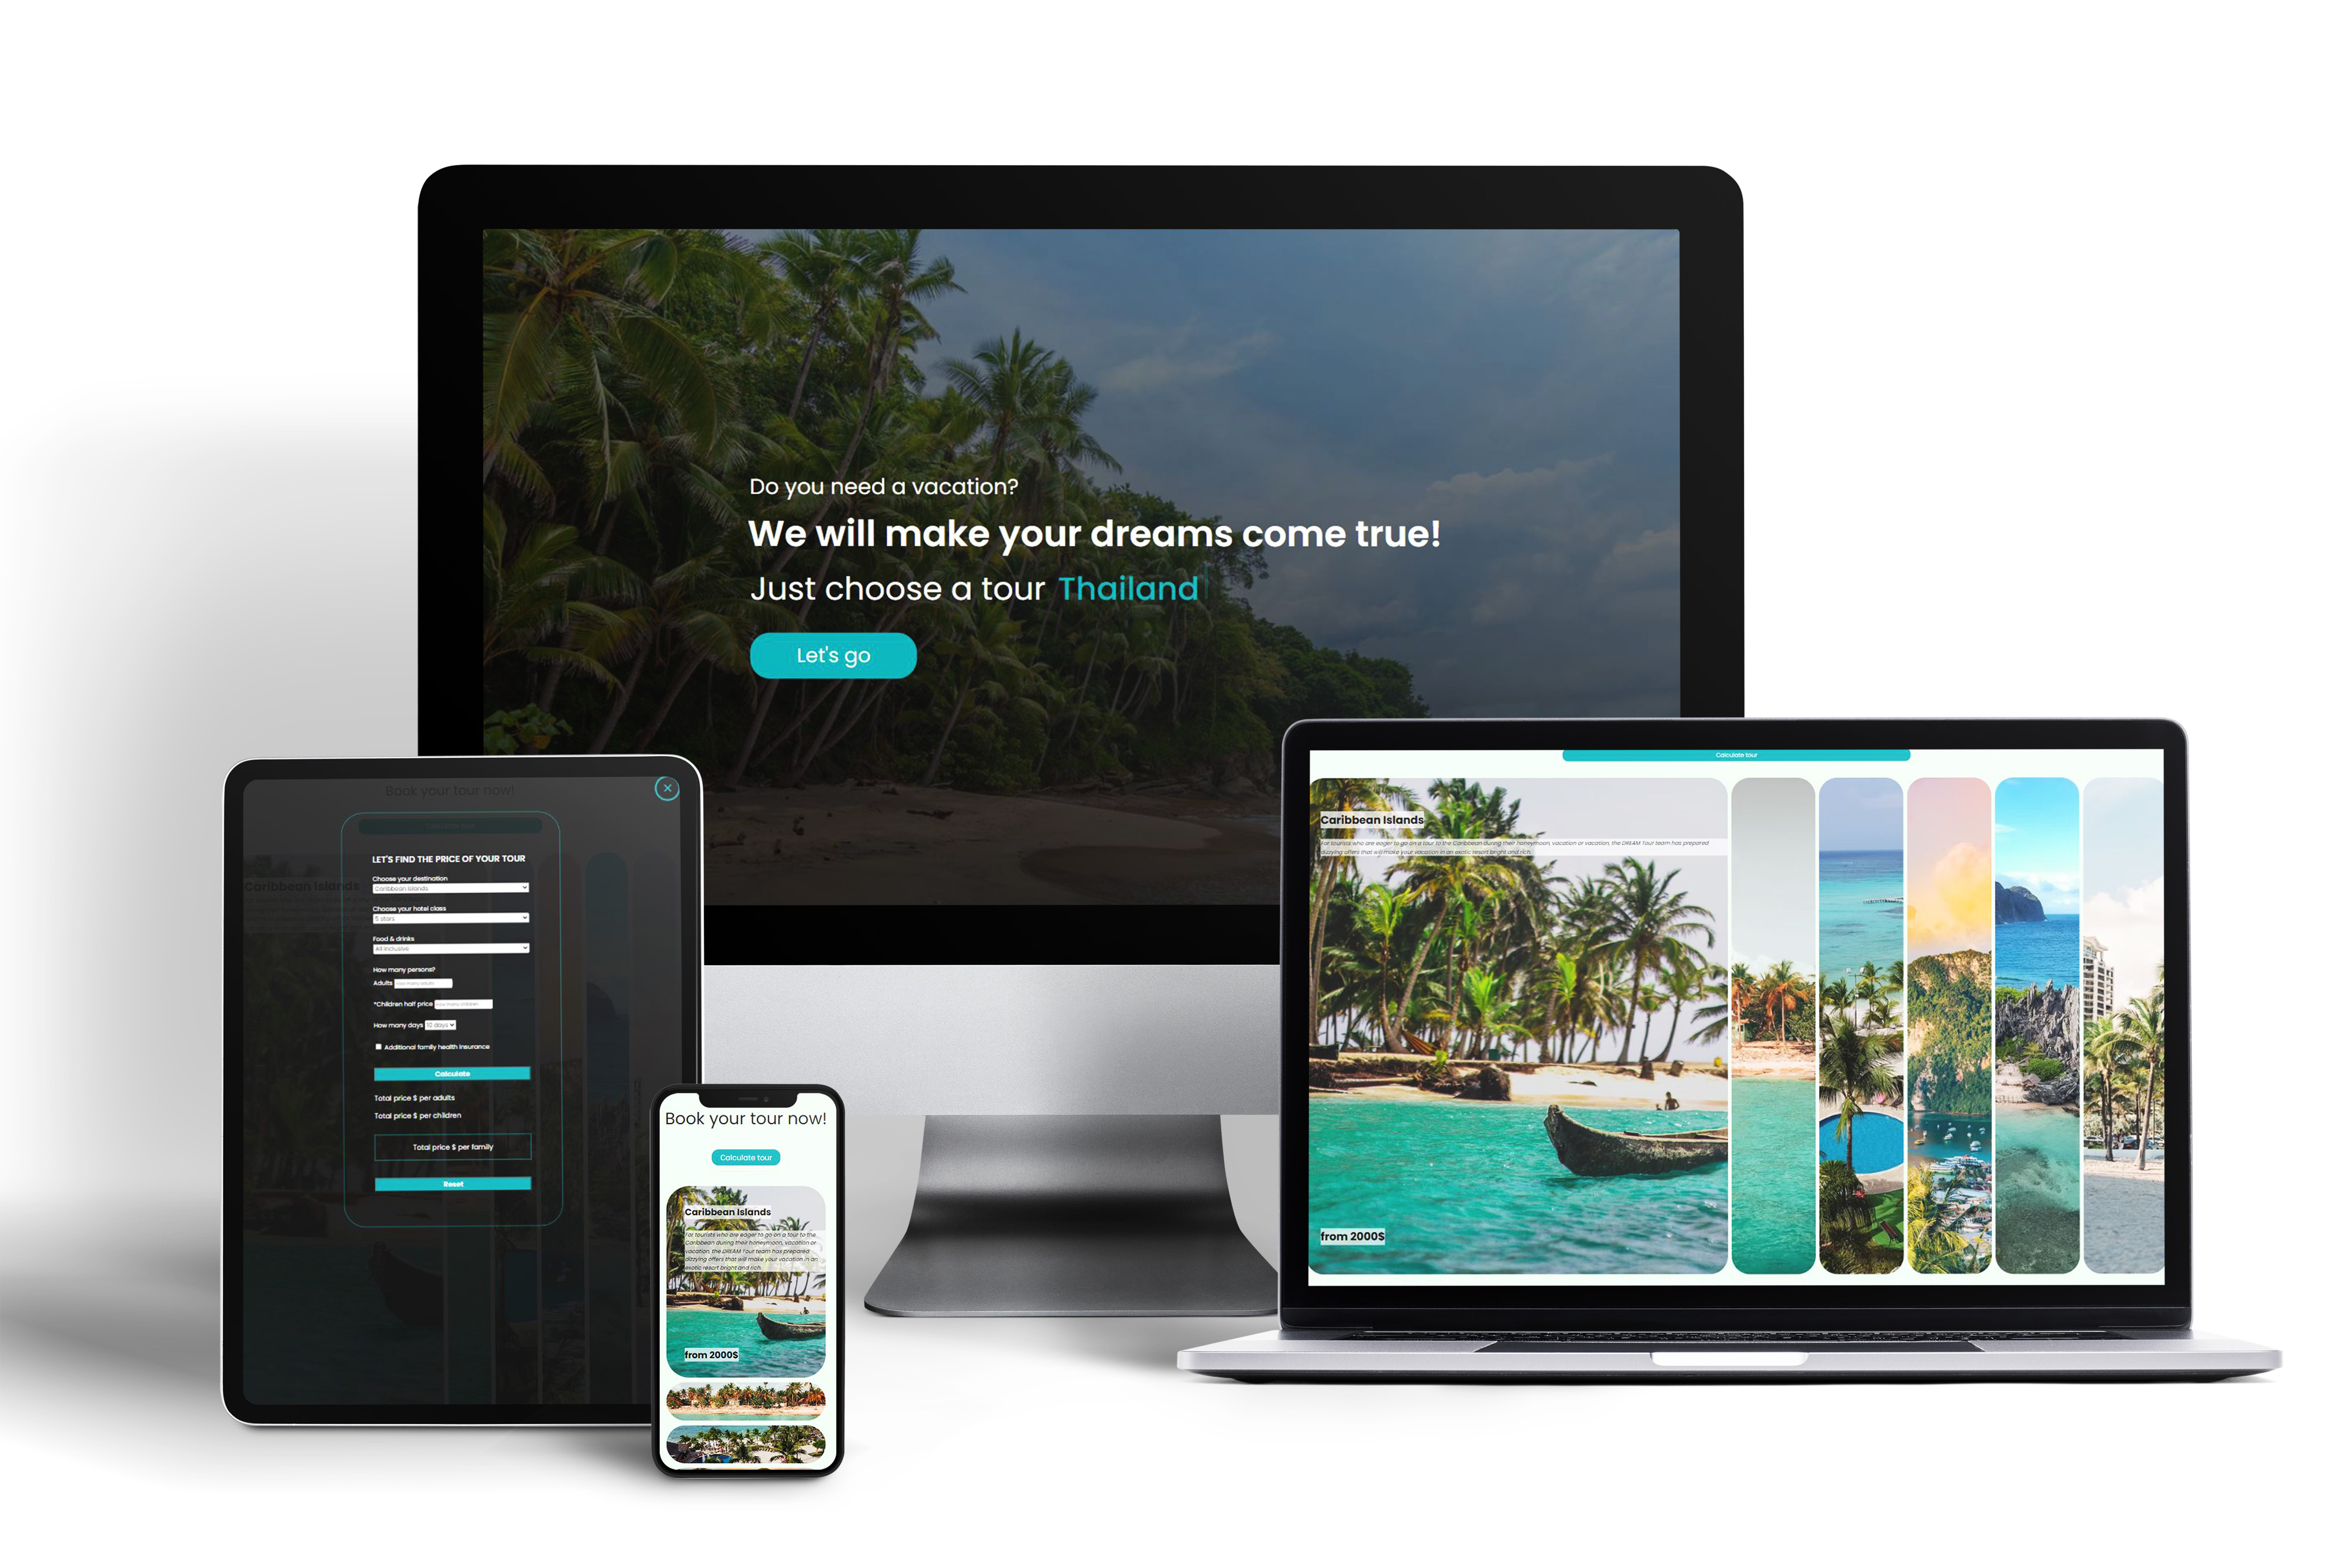 Do you need a vacation?
We will make your dreams come true!
Just choose a tour Thailand
Let's go
Book your tour now!
Caribbean Islands
LET'S FIND THE PRICE OF YOUR TOUR
Choose your destination
Caribbean Islands
Choose your hotel class
5 stars
Food & drinks
All inclusive
How many persons?
Adults
*Children half price
How many days 10 days
Additional family health insurance
Calculate
Total price $ per adults
Total price $ per children
Total price $ per family
Reset
Book your tour now!
Calculate tour
Caribbean Islands
For tourists who are eager to go on a tour to the
Caribbean during their honeymoon, vacation or
vacation, the DREAM Tour team has prepared
dizzying offers that will make your vacation in an
exotic resort bright and rich.
from 2000$
Calculate tour
Caribbean Islands
For tourists who are eager to go on a tour to the Caribbean during their honeymoon, vacation or vacation, the DREAM Tour team has prepared
dizzying offers that will make your vacation in an exotic resort bright and rich.
from 2000$